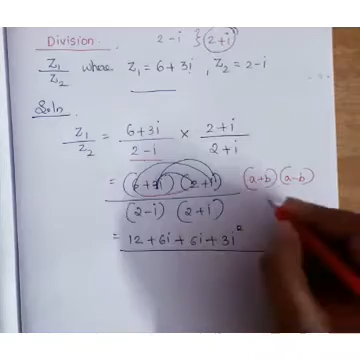 Division, 2-i } (2+i)
Z₁/Z₂ where Z₁ = 6+3i, Z₂ = 2-i
Soln
Z₁/Z₂ = (6+3i)/(2-i) × (2+i)/(2+i)
= (6+3i)(2+i)/(2-i)(2+i) (a+b)(a-b)
= 12+6i+6i+3i²